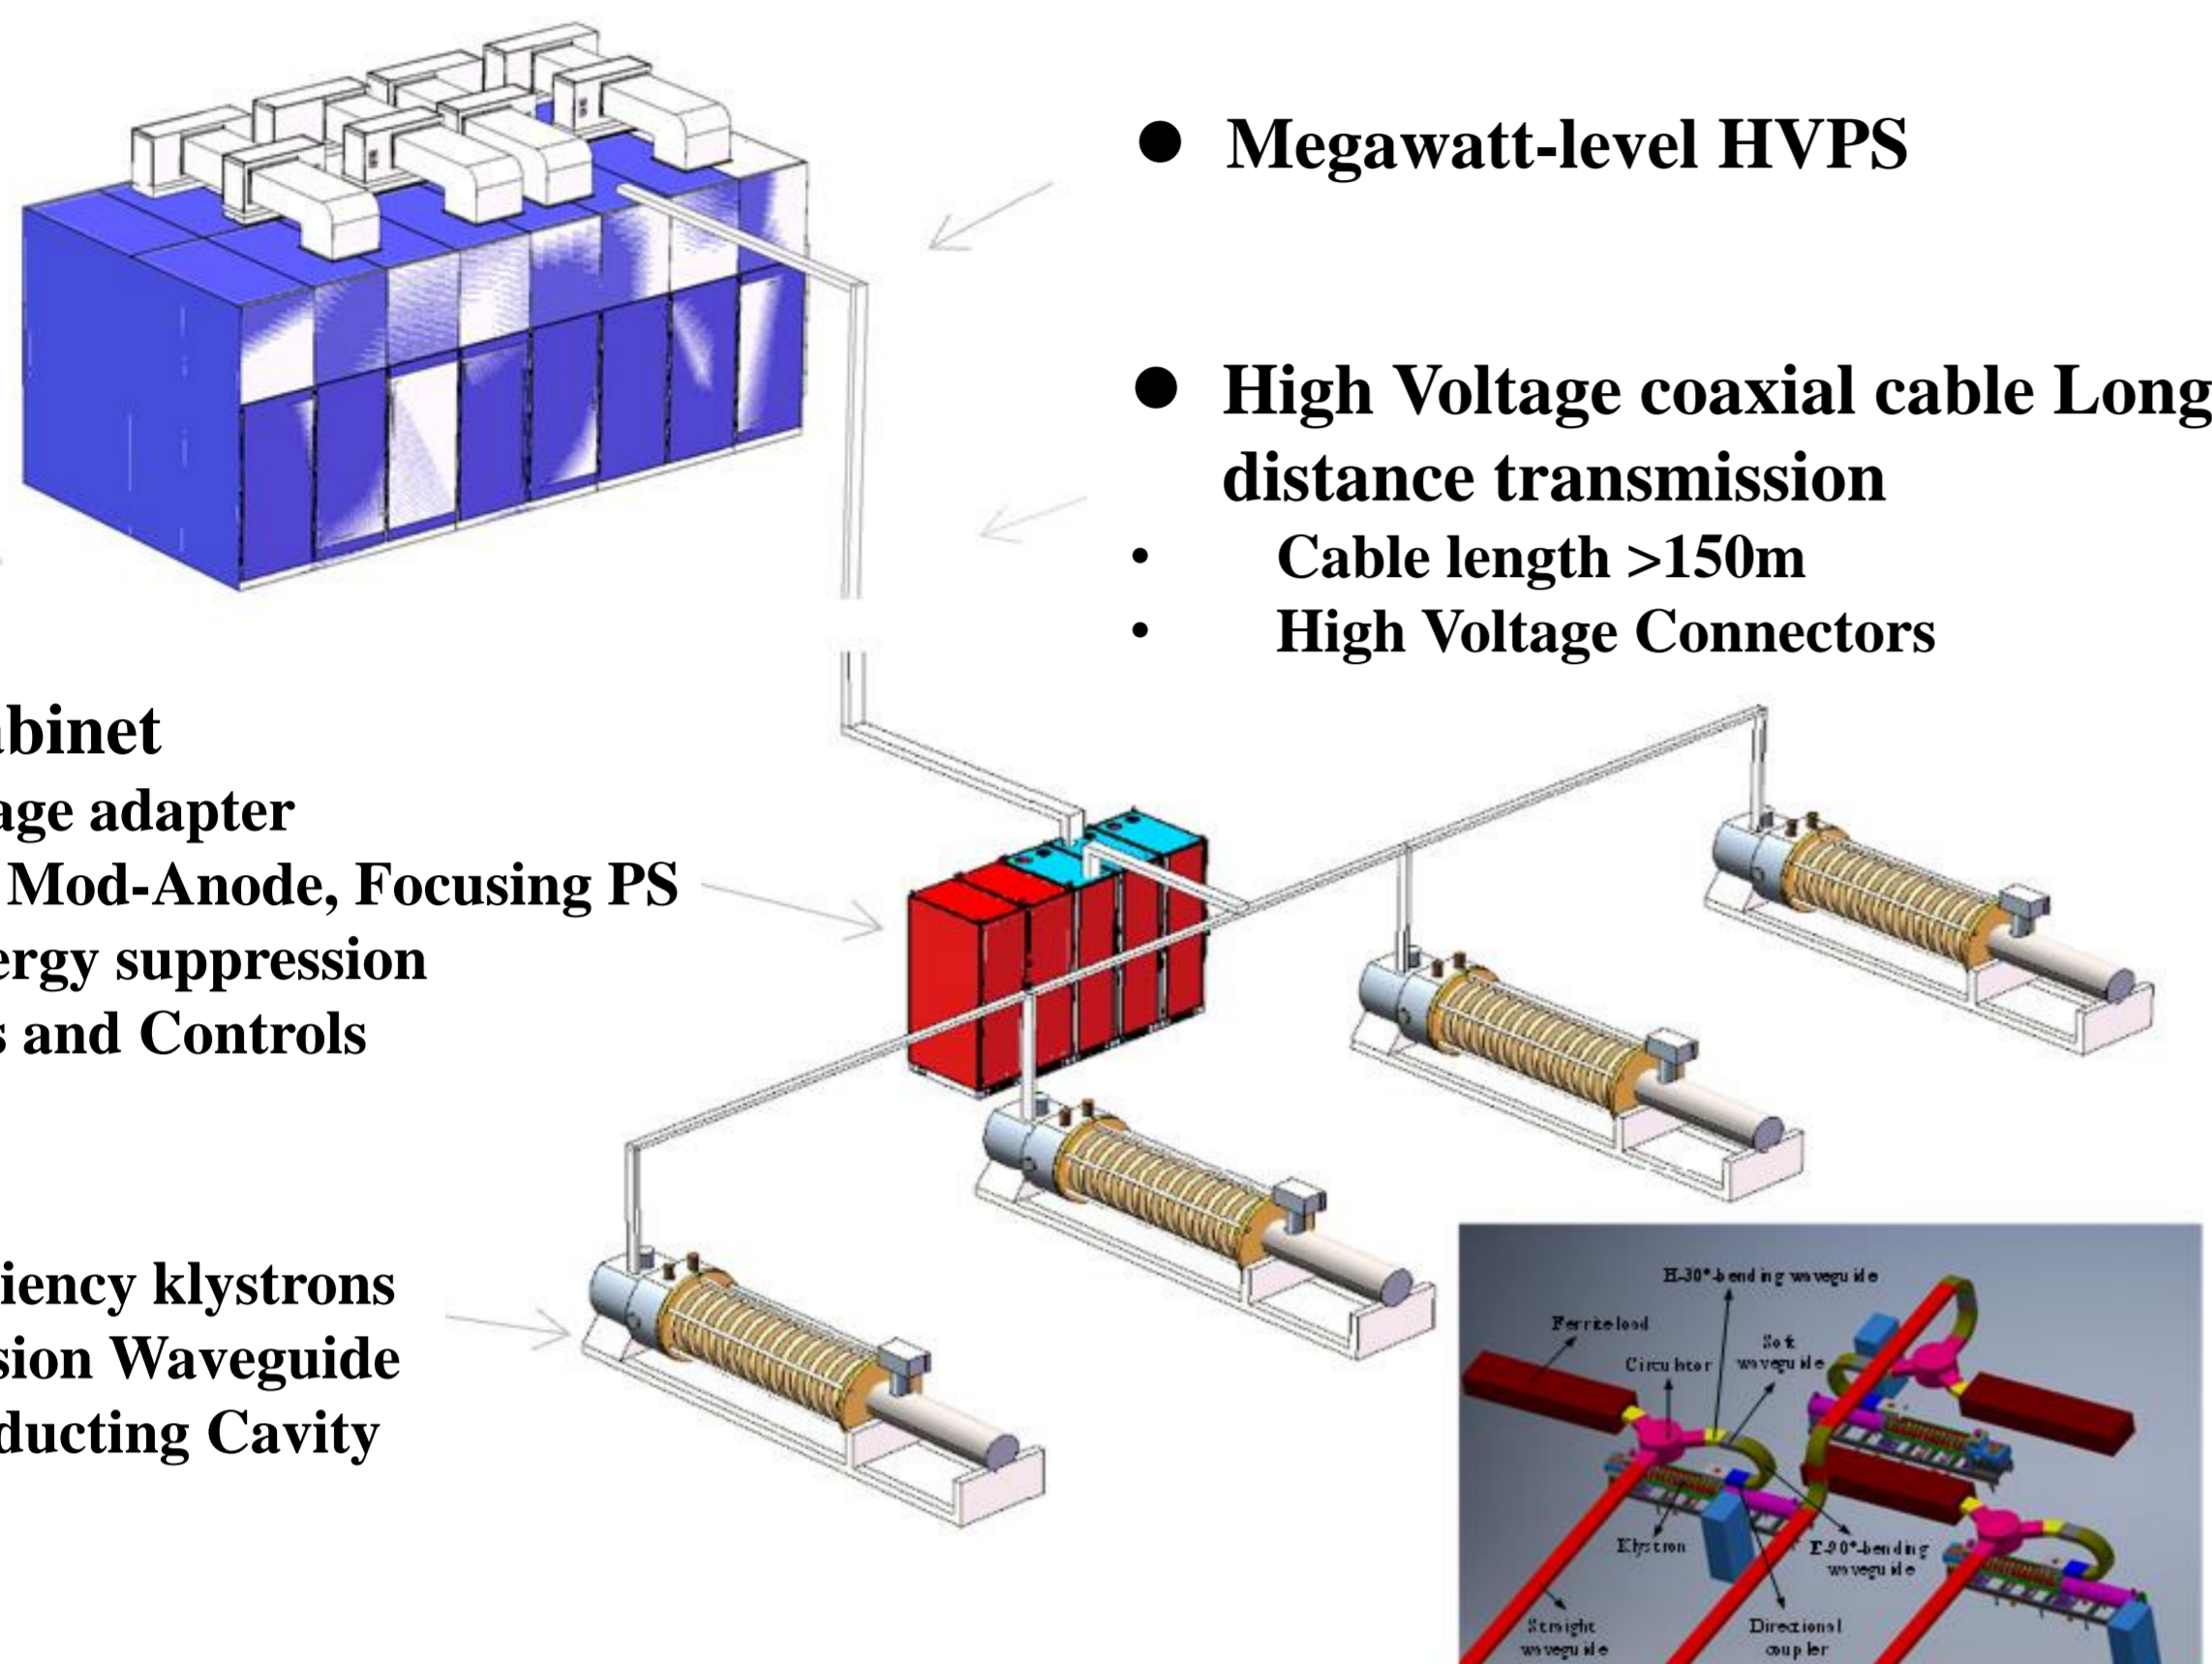 ● Megawatt-level HVPS
● High Voltage coaxial cable Long
distance transmission
• Cable length >150m
• High Voltage Connectors
abinet
age adapter
Mod-Anode, Focusing PS
ergy suppression
s and Controls
iency klystrons
sion Waveguide
ducting Cavity
H-30°-bending waveguide
Ferrite load
Circulator
Soft
waveguide
Klystron
E-90°-bending
waveguide
Straight
waveguide
Directional
coupler